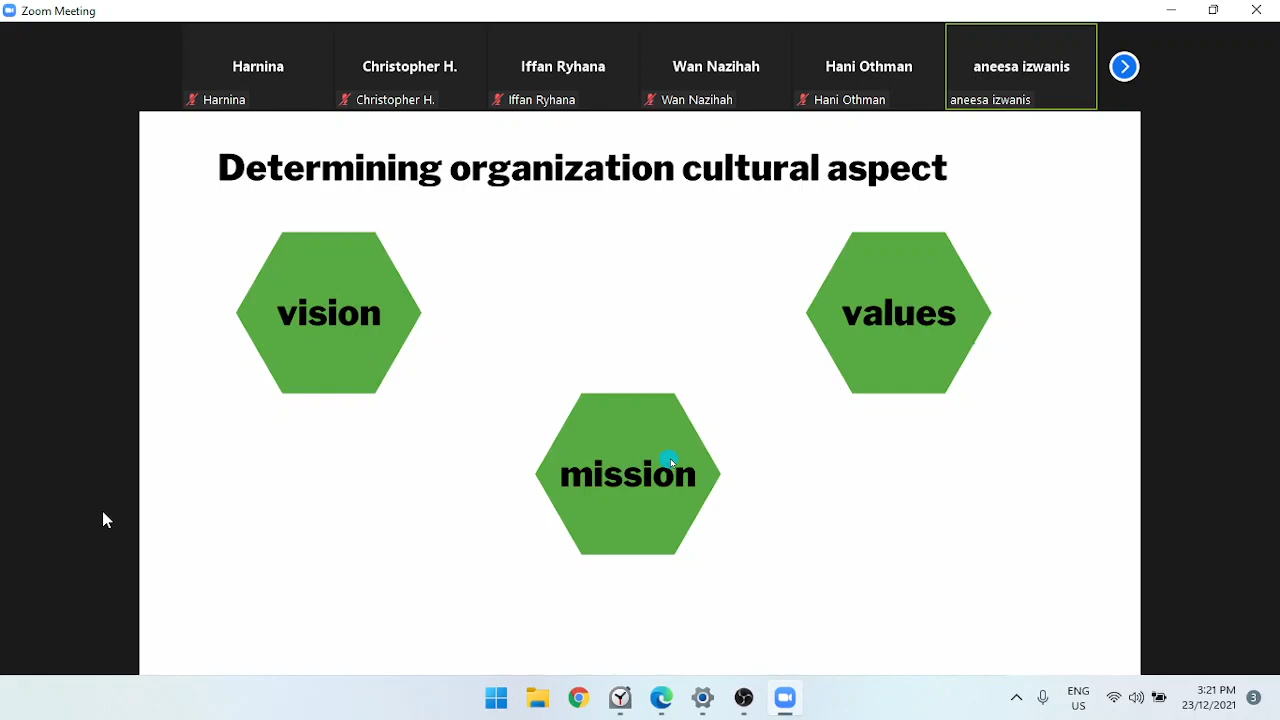 Zoom Meeting
Harnina
Christopher H.
Iffan Ryhana
Wan Nazihah
Hani Othman
aneesa izwanis
Harnina
Christopher H.
Iffan Ryhana
Wan Nazihah
Hani Othman
aneesa izwanis
Determining organization cultural aspect
vision
values
mission
ENG
US
3:21 PM
23/12/2021
3